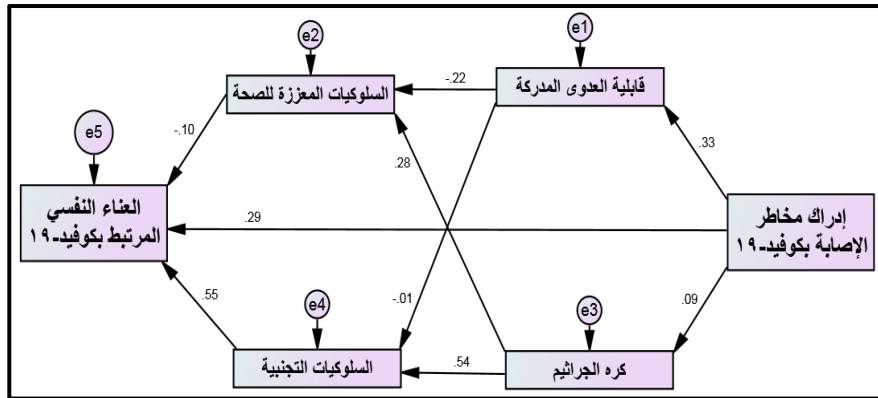 e1
e2
قابلية العدوى المدركة
السلوكيات المعززة للصحة
-.22
.33
-.10
e5
.28
العناء النفسي
المرتبط بكوفيد-١٩
.29
إدراك مخاطر
الإصابة بكوفيد-١٩
.55
e4
-.01
e3
.09
السلوكيات التجنبية
.54
كره الجراثيم